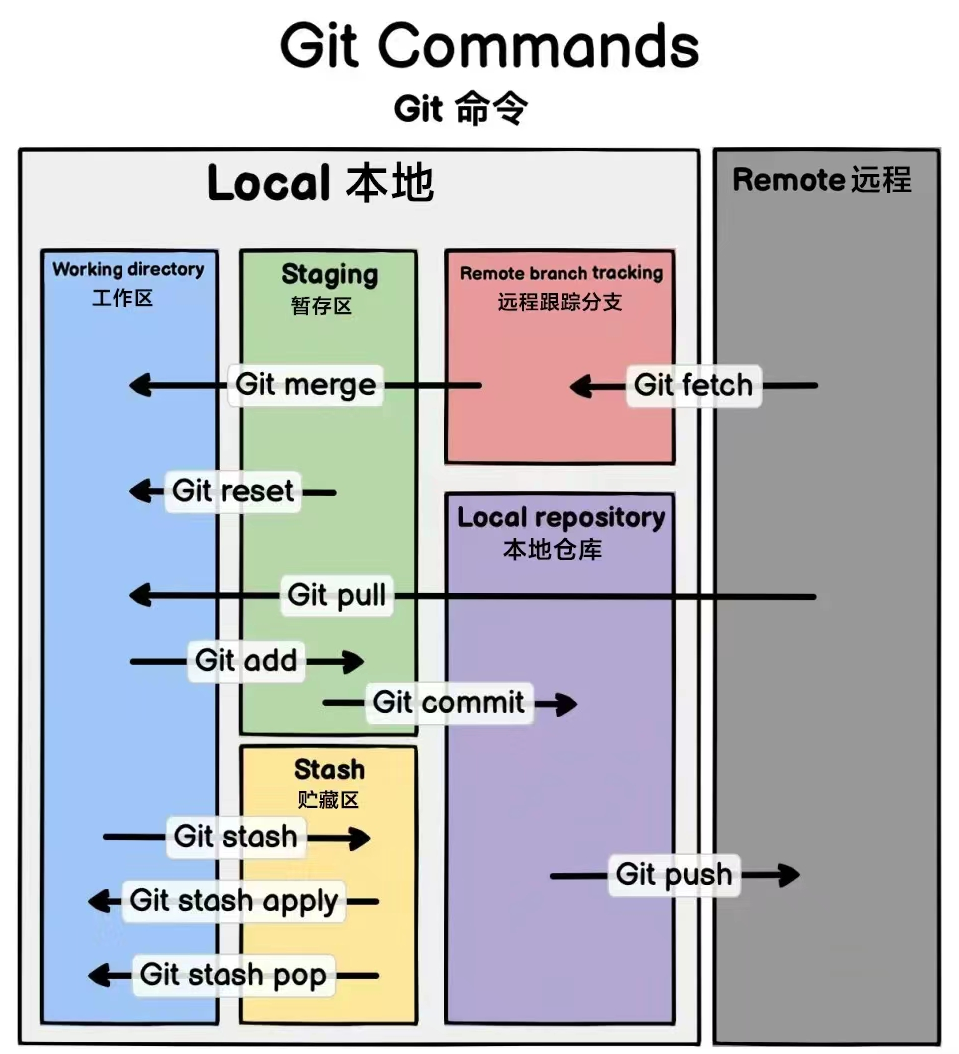 Git Commands
Git 命令
Local 本地
Remote 远程
Working directory
工作区
Staging
暂存区
Remote branch tracking
远程跟踪分支
Git merge
Git fetch
Git reset
Local repository
本地仓库
Git pull
Git add
Git commit
Stash
贮藏区
Git stash
Git push
Git stash apply
Git stash pop